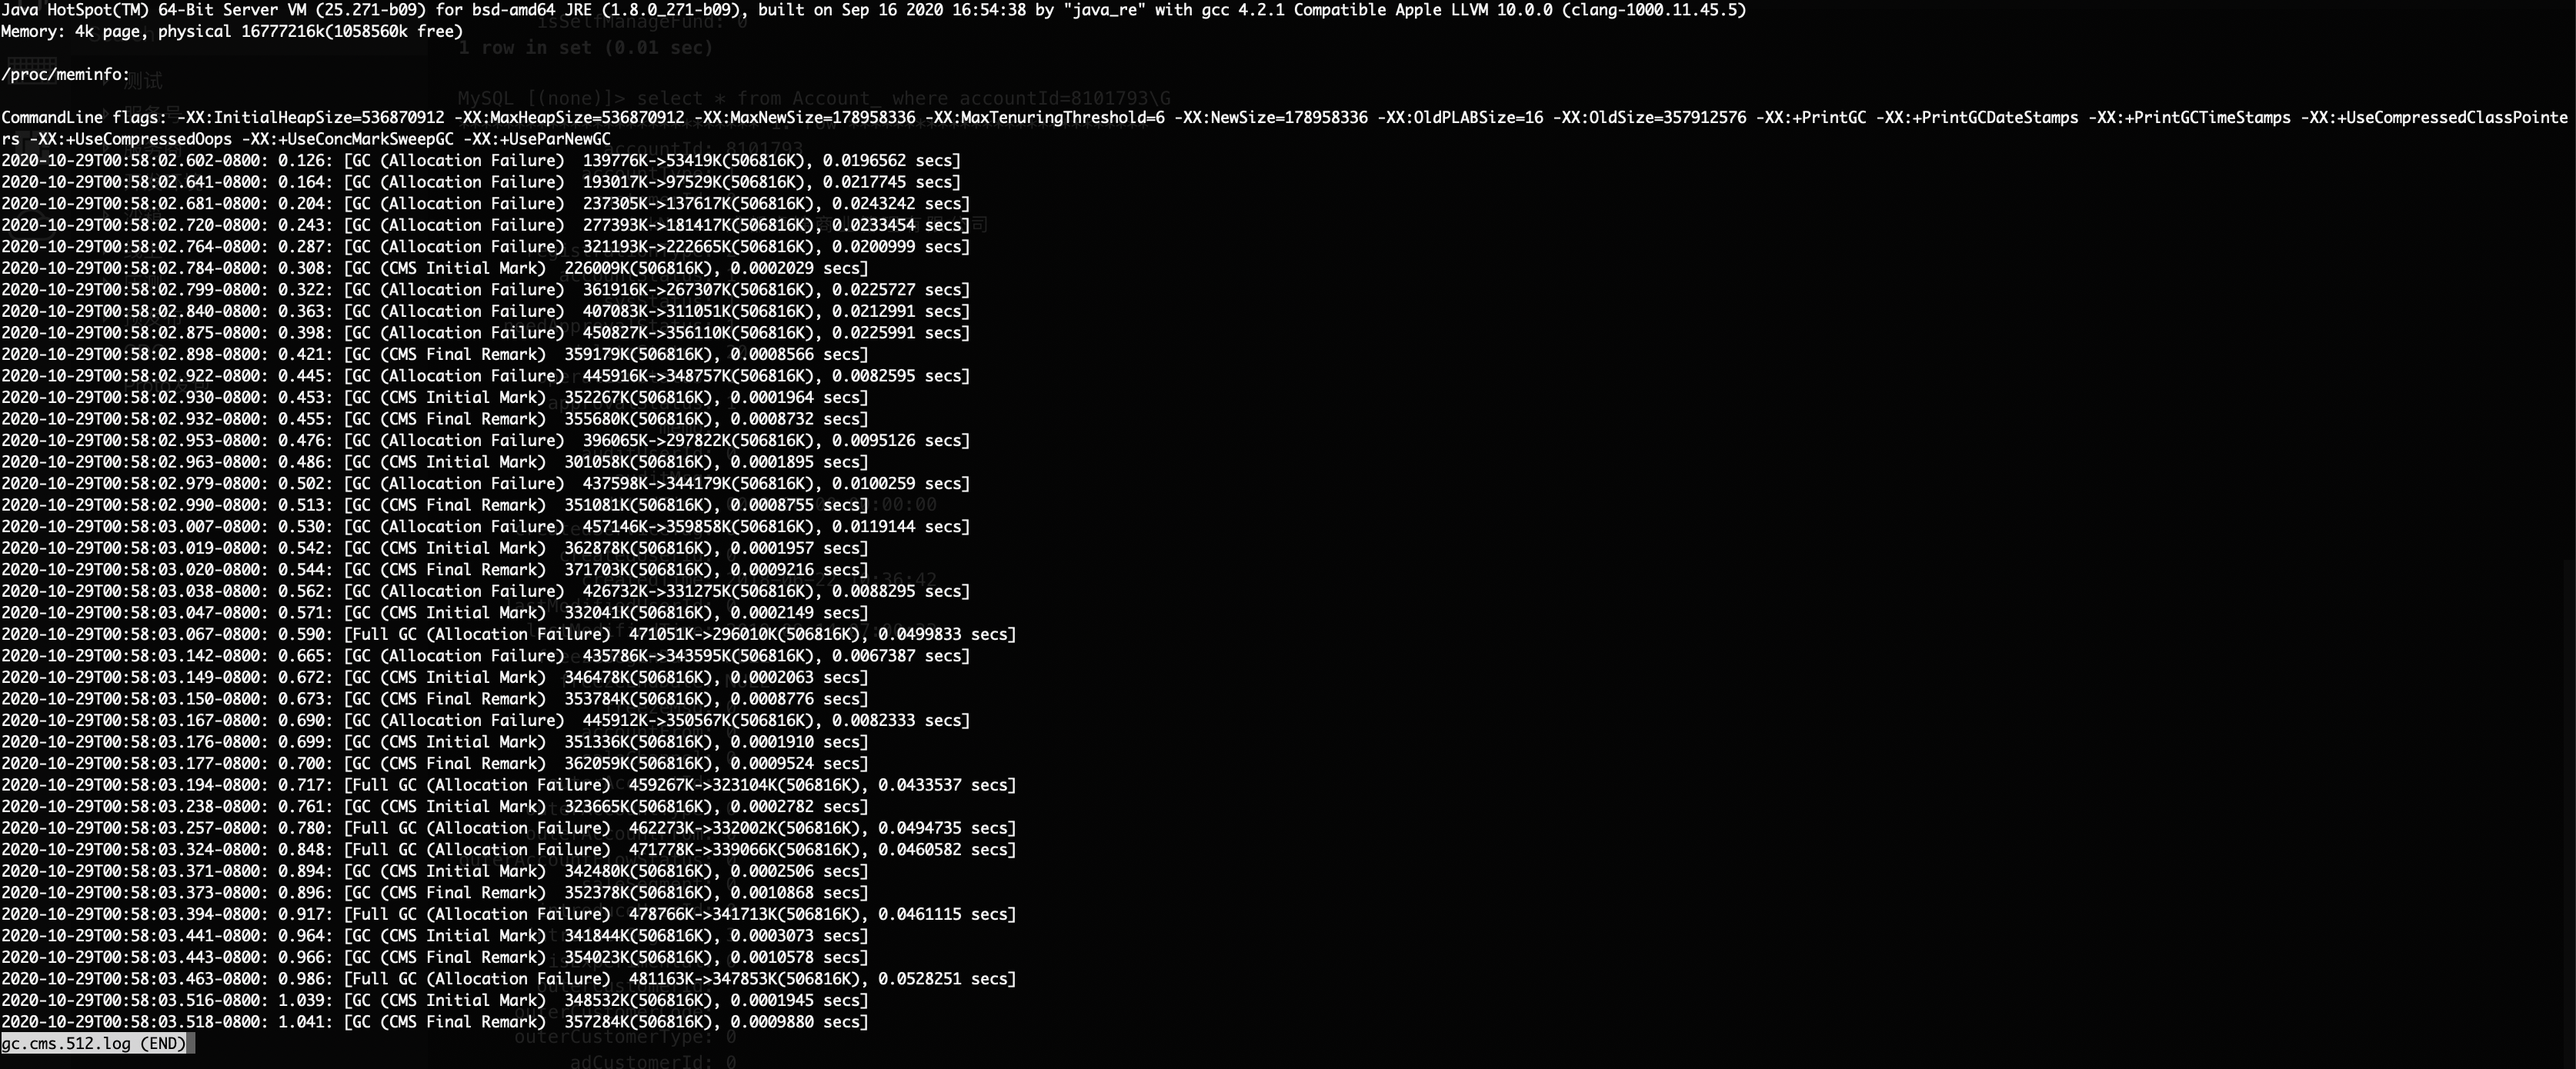 Java HotSpot(TM) 64-Bit Server VM (25.271-b09) for bsd-amd64 JRE (1.8.0_271-b09), built on Sep 16 2020 16:54:38 by "java_re" with gcc 4.2.1 Compatible Apple LLVM 10.0.0 (clang-1000.11.45.5)
Memory: 4k page, physical 16777216k(1058560k free)
1 row in set (0.01 sec)
/proc/meminfo:
测试
MySQL [(none)]> select * from Account_ where accountId=8101793\G
CommandLine flags: -XX:InitialHeapSize=536870912 -XX:MaxHeapSize=536870912 -XX:MaxNewSize=178958336 -XX:MaxTenuringThreshold=6 -XX:NewSize=178958336 -XX:OldPLABSize=16 -XX:OldSize=357912576 -XX:+PrintGC -XX:+PrintGCDateStamps -XX:+PrintGCTimeStamps -XX:+UseCompressedClassPointe
rs -XX:+UseCompressedOops -XX:+UseConcMarkSweepGC -XX:+UseParNewGC
2020-10-29T00:58:02.602-0800: 0.126: [GC (Allocation Failure)  139776K->53419K(506816K), 0.0196562 secs]
2020-10-29T00:58:02.641-0800: 0.164: [GC (Allocation Failure)  193017K->97529K(506816K), 0.0217745 secs]
2020-10-29T00:58:02.681-0800: 0.204: [GC (Allocation Failure)  237305K->137617K(506816K), 0.0243242 secs]
2020-10-29T00:58:02.720-0800: 0.243: [GC (Allocation Failure)  277393K->181417K(506816K), 0.0233454 secs]
2020-10-29T00:58:02.764-0800: 0.287: [GC (Allocation Failure)  321193K->222665K(506816K), 0.0200999 secs]
2020-10-29T00:58:02.784-0800: 0.308: [GC (CMS Initial Mark)  226009K(506816K), 0.0002029 secs]
2020-10-29T00:58:02.799-0800: 0.322: [GC (Allocation Failure)  361916K->267307K(506816K), 0.0225727 secs]
2020-10-29T00:58:02.840-0800: 0.363: [GC (Allocation Failure)  407083K->311051K(506816K), 0.0212991 secs]
2020-10-29T00:58:02.875-0800: 0.398: [GC (Allocation Failure)  450827K->356110K(506816K), 0.0225991 secs]
2020-10-29T00:58:02.898-0800: 0.421: [GC (CMS Final Remark)  359179K(506816K), 0.0008566 secs]
2020-10-29T00:58:02.922-0800: 0.445: [GC (Allocation Failure)  445916K->348757K(506816K), 0.0082595 secs]
2020-10-29T00:58:02.930-0800: 0.453: [GC (CMS Initial Mark)  352267K(506816K), 0.0001964 secs]
2020-10-29T00:58:02.932-0800: 0.455: [GC (CMS Final Remark)  355680K(506816K), 0.0008732 secs]
2020-10-29T00:58:02.953-0800: 0.476: [GC (Allocation Failure)  396065K->297822K(506816K), 0.0095126 secs]
2020-10-29T00:58:02.963-0800: 0.486: [GC (CMS Initial Mark)  301058K(506816K), 0.0001895 secs]
2020-10-29T00:58:02.979-0800: 0.502: [GC (Allocation Failure)  437598K->344179K(506816K), 0.0100259 secs]
2020-10-29T00:58:02.990-0800: 0.513: [GC (CMS Final Remark)  351081K(506816K), 0.0008755 secs]
2020-10-29T00:58:03.007-0800: 0.530: [GC (Allocation Failure)  457146K->359858K(506816K), 0.0119144 secs]
2020-10-29T00:58:03.019-0800: 0.542: [GC (CMS Initial Mark)  362878K(506816K), 0.0001957 secs]
2020-10-29T00:58:03.020-0800: 0.544: [GC (CMS Final Remark)  371703K(506816K), 0.0009216 secs]
2020-10-29T00:58:03.038-0800: 0.562: [GC (Allocation Failure)  426732K->331275K(506816K), 0.0088295 secs]
2020-10-29T00:58:03.047-0800: 0.571: [GC (CMS Initial Mark)  332041K(506816K), 0.0002149 secs]
2020-10-29T00:58:03.067-0800: 0.590: [Full GC (Allocation Failure)  471051K->296010K(506816K), 0.0499833 secs]
2020-10-29T00:58:03.142-0800: 0.665: [GC (Allocation Failure)  435786K->343595K(506816K), 0.0067387 secs]
2020-10-29T00:58:03.149-0800: 0.672: [GC (CMS Initial Mark)  346478K(506816K), 0.0002063 secs]
2020-10-29T00:58:03.150-0800: 0.673: [GC (CMS Final Remark)  353784K(506816K), 0.0008776 secs]
2020-10-29T00:58:03.167-0800: 0.690: [GC (Allocation Failure)  445912K->350567K(506816K), 0.0082333 secs]
2020-10-29T00:58:03.176-0800: 0.699: [GC (CMS Initial Mark)  351336K(506816K), 0.0001910 secs]
2020-10-29T00:58:03.177-0800: 0.700: [GC (CMS Final Remark)  362059K(506816K), 0.0009524 secs]
2020-10-29T00:58:03.194-0800: 0.717: [Full GC (Allocation Failure)  459267K->323104K(506816K), 0.0433537 secs]
2020-10-29T00:58:03.238-0800: 0.761: [GC (CMS Initial Mark)  323665K(506816K), 0.0002782 secs]
2020-10-29T00:58:03.257-0800: 0.780: [Full GC (Allocation Failure)  462273K->332002K(506816K), 0.0494735 secs]
2020-10-29T00:58:03.324-0800: 0.848: [Full GC (Allocation Failure)  471778K->339066K(506816K), 0.0460582 secs]
2020-10-29T00:58:03.371-0800: 0.894: [GC (CMS Initial Mark)  342480K(506816K), 0.0002506 secs]
2020-10-29T00:58:03.373-0800: 0.896: [GC (CMS Final Remark)  352378K(506816K), 0.0010868 secs]
2020-10-29T00:58:03.394-0800: 0.917: [Full GC (Allocation Failure)  478766K->341713K(506816K), 0.0461115 secs]
2020-10-29T00:58:03.441-0800: 0.964: [GC (CMS Initial Mark)  341844K(506816K), 0.0003073 secs]
2020-10-29T00:58:03.443-0800: 0.966: [GC (CMS Final Remark)  354023K(506816K), 0.0010578 secs]
2020-10-29T00:58:03.463-0800: 0.986: [Full GC (Allocation Failure)  481163K->347853K(506816K), 0.0528251 secs]
2020-10-29T00:58:03.516-0800: 1.039: [GC (CMS Initial Mark)  348532K(506816K), 0.0001945 secs]
2020-10-29T00:58:03.518-0800: 1.041: [GC (CMS Final Remark)  357284K(506816K), 0.0009880 secs]
gc.cms.512.log (END)
outerCustomerType: 0
adCustomerId: 0